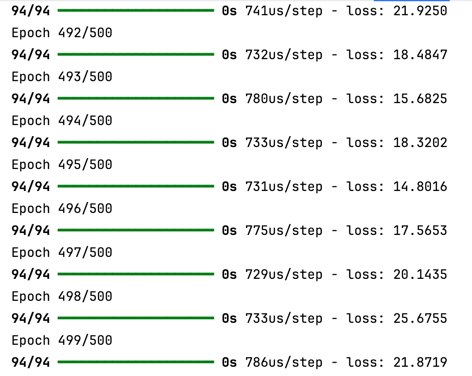 94/94 ━━━━━━━━━━━━━━━━━━━━ 0s 741us/step - loss: 21.9250
Epoch 492/500
94/94 ━━━━━━━━━━━━━━━━━━━━ 0s 732us/step - loss: 18.4847
Epoch 493/500
94/94 ━━━━━━━━━━━━━━━━━━━━ 0s 780us/step - loss: 15.6825
Epoch 494/500
94/94 ━━━━━━━━━━━━━━━━━━━━ 0s 733us/step - loss: 18.3202
Epoch 495/500
94/94 ━━━━━━━━━━━━━━━━━━━━ 0s 731us/step - loss: 14.8016
Epoch 496/500
94/94 ━━━━━━━━━━━━━━━━━━━━ 0s 775us/step - loss: 17.5653
Epoch 497/500
94/94 ━━━━━━━━━━━━━━━━━━━━ 0s 729us/step - loss: 20.1435
Epoch 498/500
94/94 ━━━━━━━━━━━━━━━━━━━━ 0s 733us/step - loss: 25.6755
Epoch 499/500
94/94 ━━━━━━━━━━━━━━━━━━━━ 0s 786us/step - loss: 21.8719